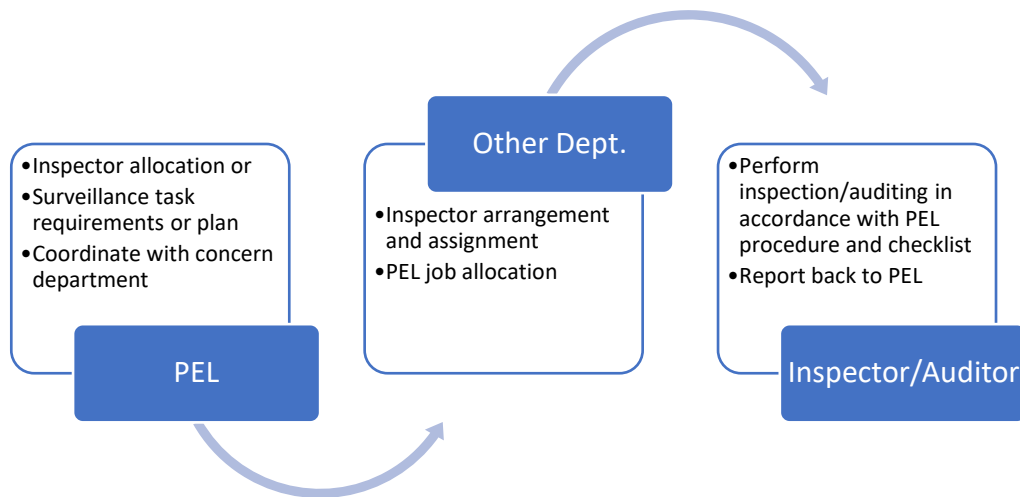 •Inspector allocation or
•Surveillance task
requirements or plan
•Coordinate with concern
department
PEL
Other Dept.
•Inspector arrangement
and assignment
•PEL job allocation
•Perform
inspection/auditing in
accordance with PEL
procedure and checklist
•Report back to PEL
Inspector/Auditor